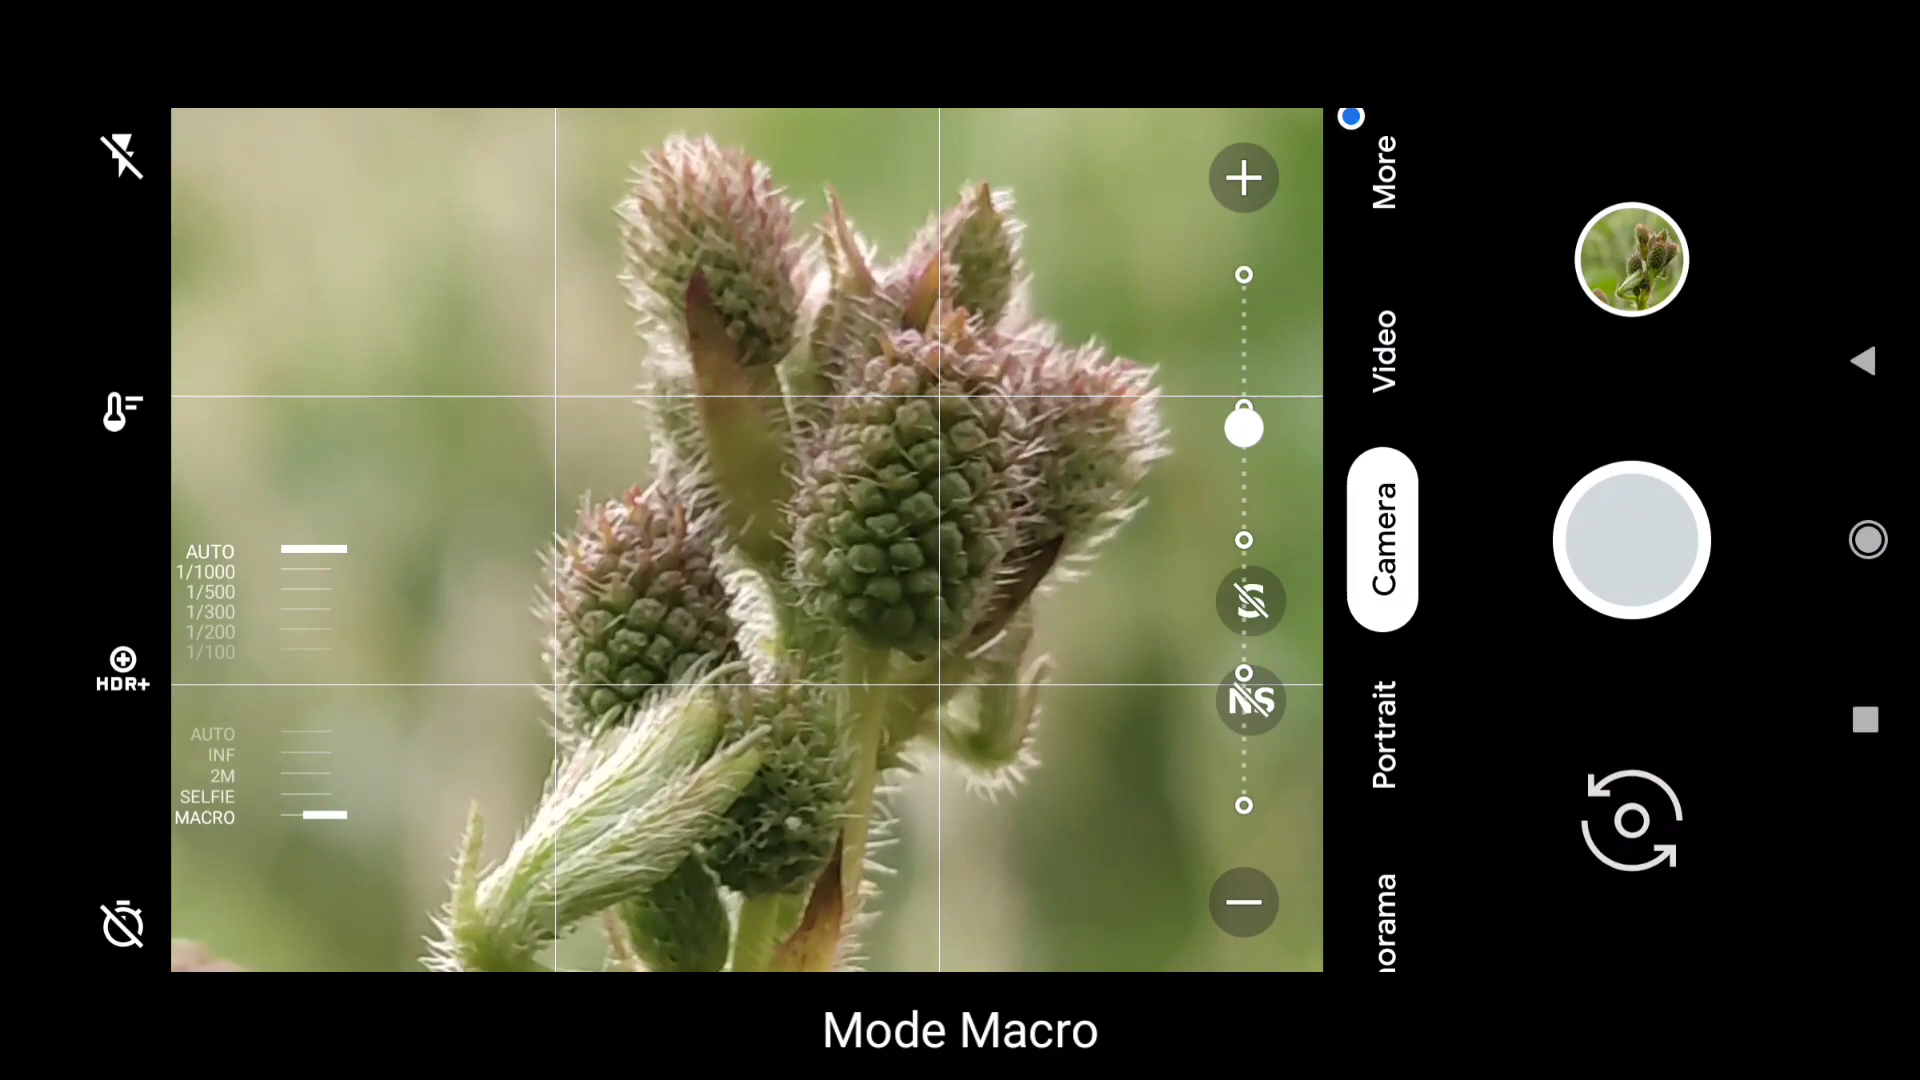 HDR+
AUTO
1/1000
1/500
1/300
1/200
1/100
AUTO
INF
2M
SELFIE
MACRO
S
NS
More
Video
Camera
Portrait
orama
Mode Macro